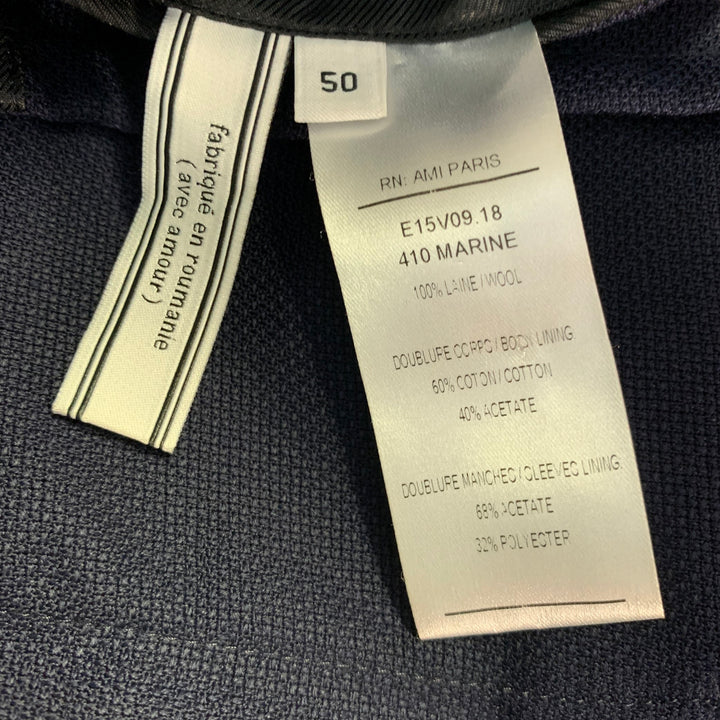 fabriqué en roumanie
( avec amour )
50
RN: AMI PARIS
E15V09.18
410 MARINE
100% LAINE / WOOL
DOUBLURE CORPS / BODY LINING
60% COTON / COTTON
40% ACETATE
DOUBLURE MANCHES / SLEEVES LINING
68% ACETATE
32% POLYESTER